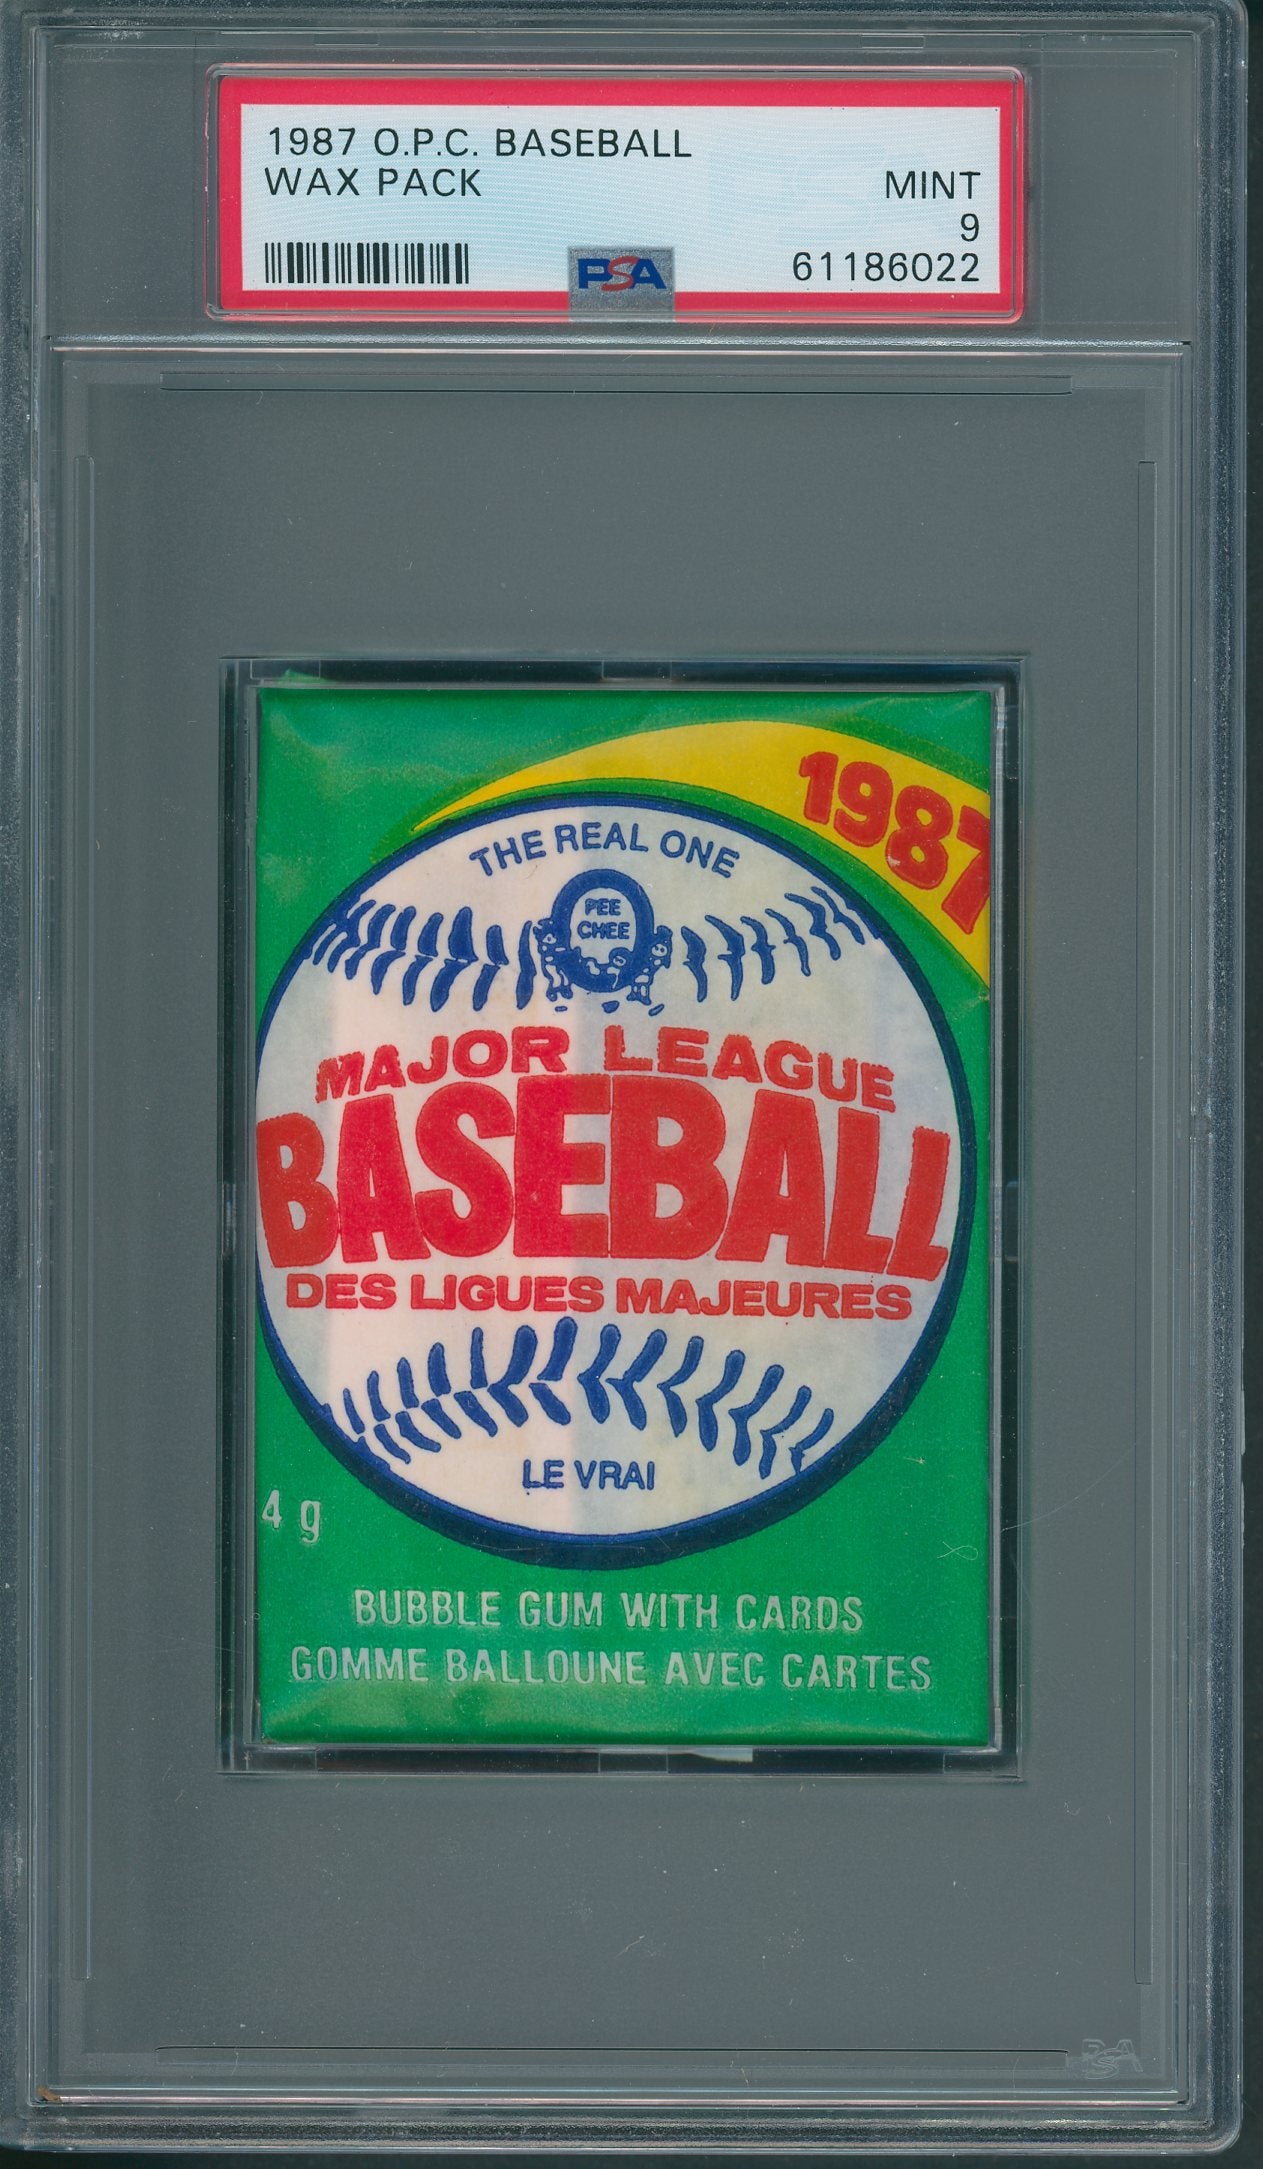 1987 O.P.C. BASEBALL
WAX PACK
MINT
9
61186022
PSA
1987
THE REAL ONE
PEE
CHEE
MAJOR LEAGUE
BASEBALL
DES LIGUES MAJEURES
LE VRAI
4 g
BUBBLE GUM WITH CARDS
GOMME BALLOUNE AVEC CARTES
PSA